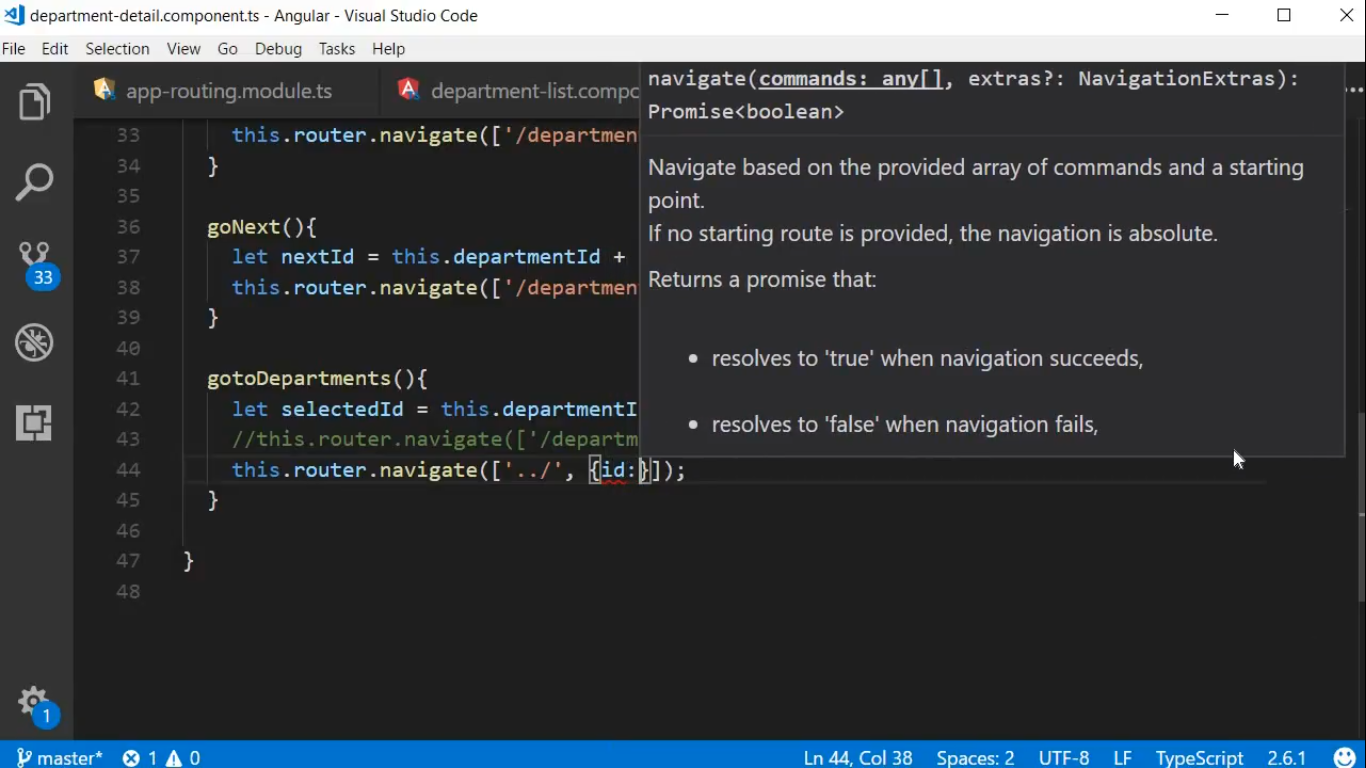 department-detail.component.ts - Angular - Visual Studio Code
File Edit Selection View Go Debug Tasks Help
app-routing.module.ts department-list.compo
navigate(commands: any[], extras?: NavigationExtras):
Promise<boolean>
Navigate based on the provided array of commands and a starting
point.
If no starting route is provided, the navigation is absolute.
Returns a promise that:
• resolves to 'true' when navigation succeeds,
• resolves to 'false' when navigation fails,
33 this.router.navigate(['/departmen
34 }
35
36 goNext(){
37 let nextId = this.departmentId +
38 this.router.navigate(['/department
39 }
40
41 gotoDepartments(){
42 let selectedId = this.departmentI
43 //this.router.navigate(['/departm
44 this.router.navigate(['../', {id:}]);
45 }
46
47 }
48
33
1
master* 1 0 Ln 44, Col 38 Spaces: 2 UTF-8 LF TypeScript 2.6.1